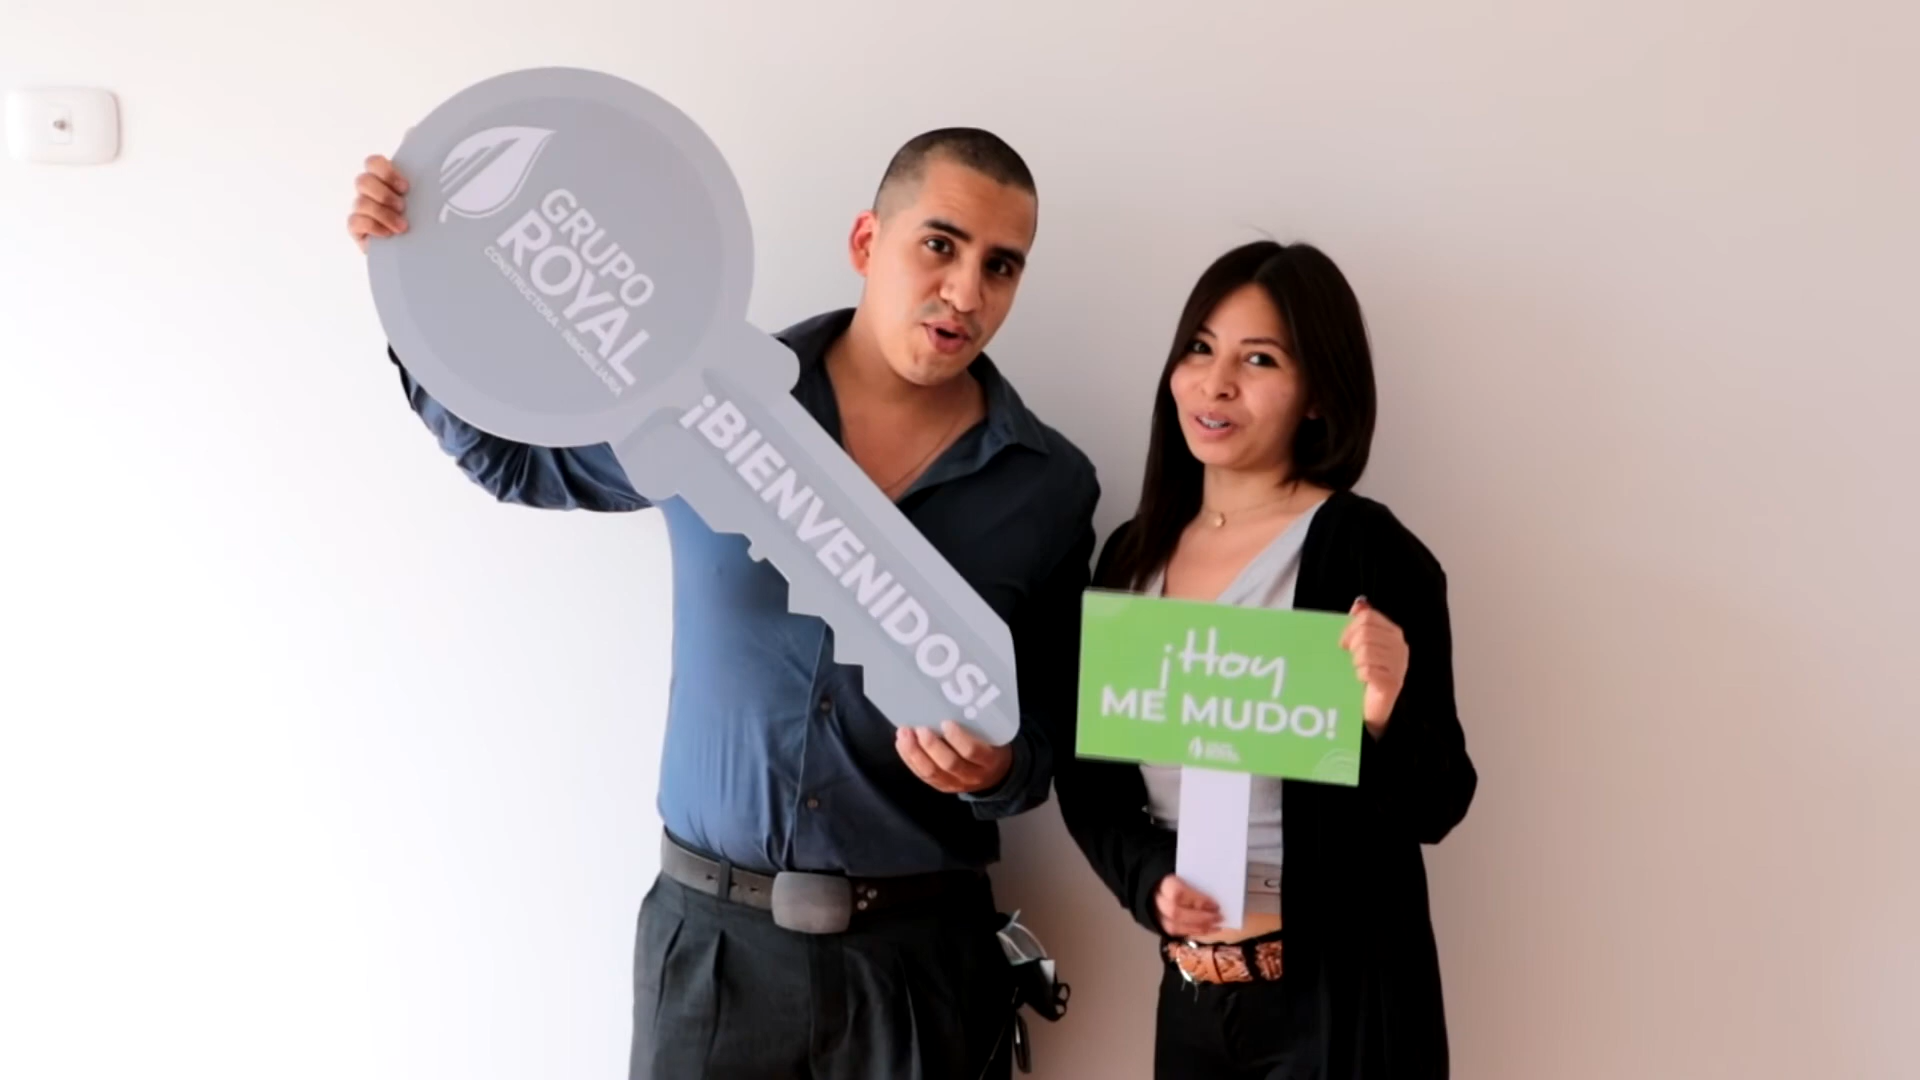 GRUPO
ROYAL
CONSTRUCTORA - INMOBILIARIA
¡BIENVENIDOS!
¡Hoy
ME MUDO!